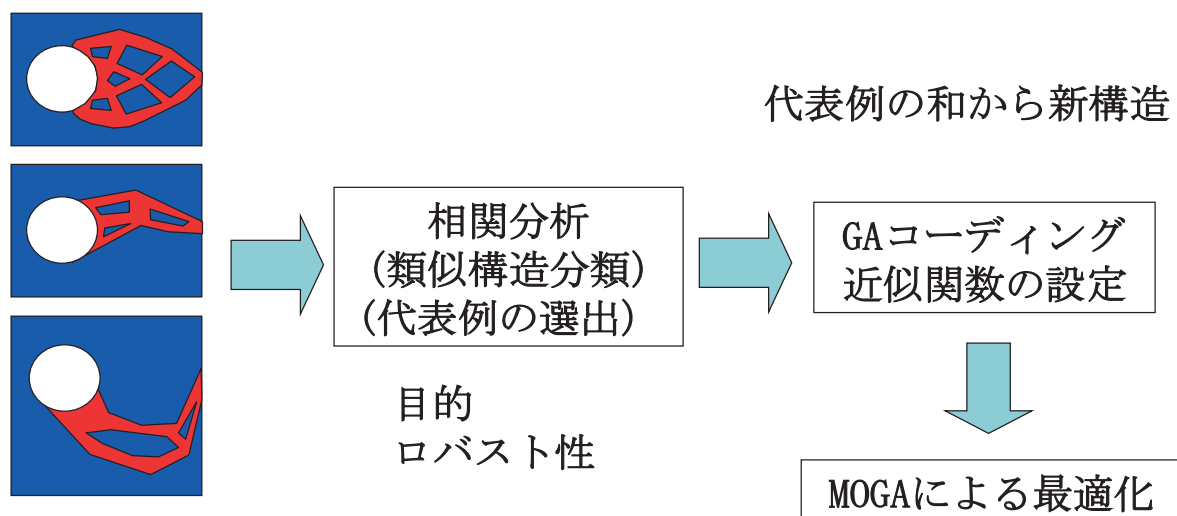 代表例の和から新構造
相関分析
(類似構造分類)
(代表例の選出)
目的
ロバスト性
GAコーディング
近似関数の設定
MOGAによる最適化